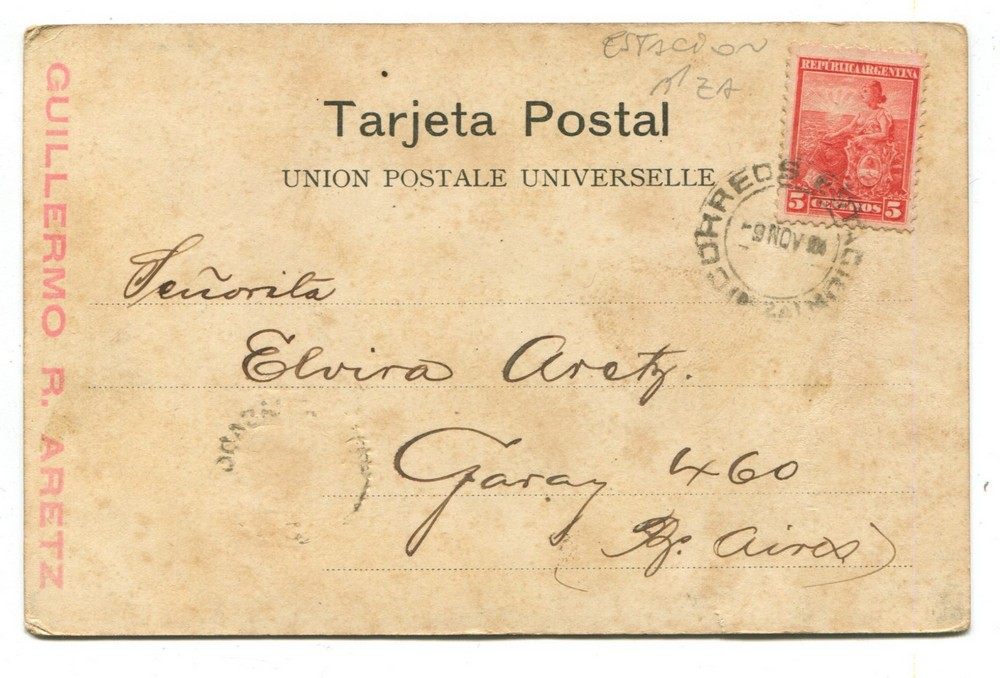 ESTACION
MZA
REPUBLICA ARGENTINA
5 CENTAVOS 5
Tarjeta Postal
UNION POSTALE UNIVERSELLE
CORREOS
9 NOV
Señorita
Elvira Aretz.
Garay 460
(Bs. Aires)
GUILLERMO R. ARETZ